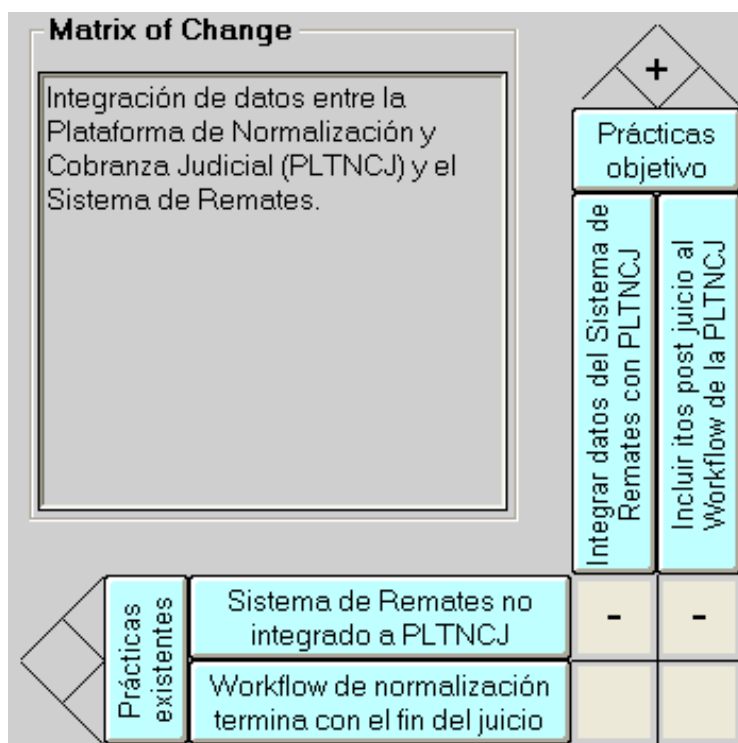 Matrix of Change
Integración de datos entre la
Plataforma de Normalización y
Cobranza Judicial (PLTNCJ) y el
Sistema de Remates.
+
Prácticas
objetivo
Integrar datos del Sistema de
Remates con PLTNCJ
Incluir itos post juicio al
Workflow de la PLTNCJ
Prácticas
existentes
Sistema de Remates no
integrado a PLTNCJ
- -
Workflow de normalización
termina con el fin del juicio